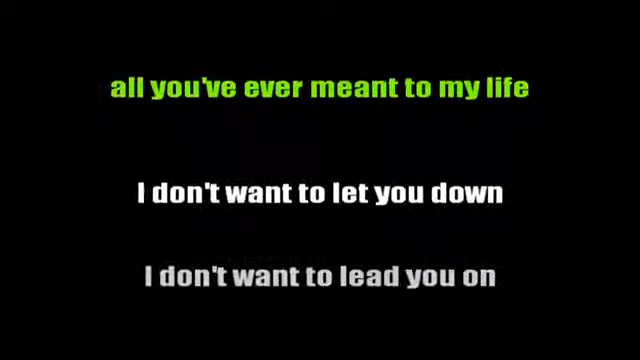 all you've ever meant to my life
I don't want to let you down
I don't want to lead you on